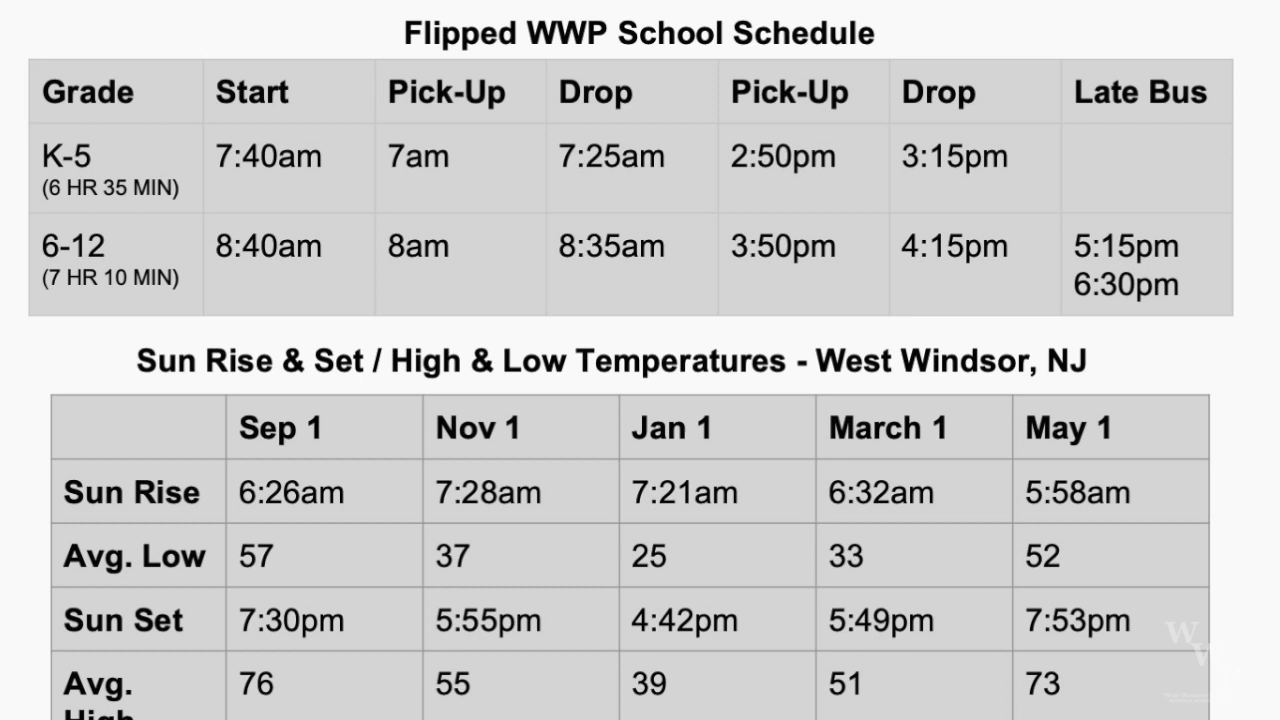 Flipped WWP School Schedule
Grade Start Pick-Up Drop Pick-Up Drop Late Bus
K-5 7:40am 7am 7:25am 2:50pm 3:15pm
(6 HR 35 MIN)
6-12 8:40am 8am 8:35am 3:50pm 4:15pm 5:15pm
(7 HR 10 MIN) 6:30pm
Sun Rise & Set / High & Low Temperatures - West Windsor, NJ
Sep 1 Nov 1 Jan 1 March 1 May 1
Sun Rise 6:26am 7:28am 7:21am 6:32am 5:58am
Avg. Low 57 37 25 33 52
Sun Set 7:30pm 5:55pm 4:42pm 5:49pm 7:53pm
Avg. 76 55 39 51 73
High
WWP